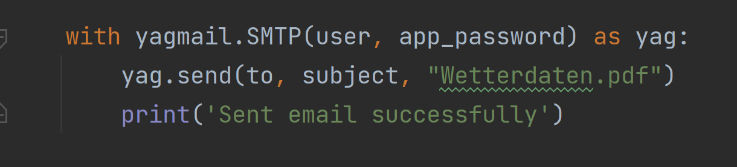 with yagmail.SMTP(user, app_password) as yag:
yag.send(to, subject, "Wetterdaten.pdf")
print('Sent email successfully')